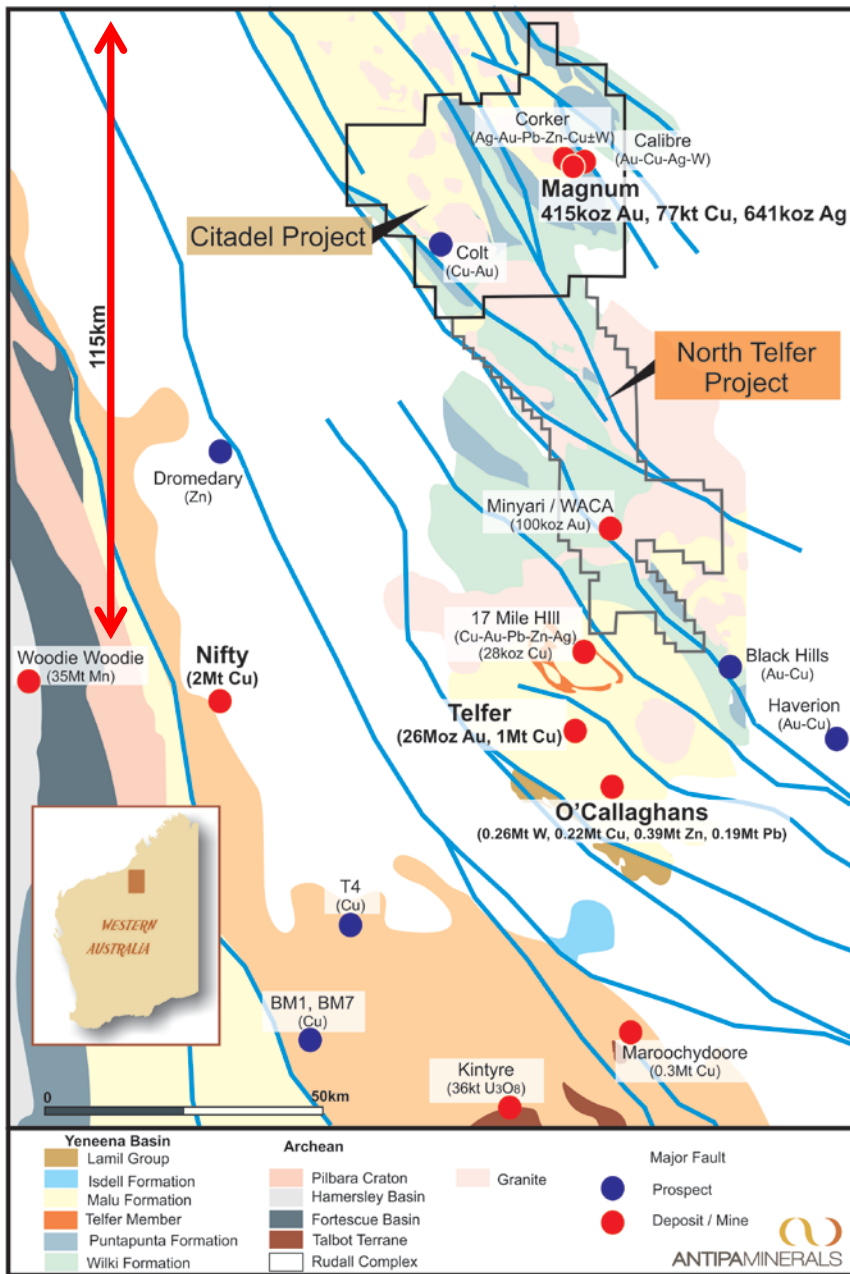 115km
Corker
(Ag-Au-Pb-Zn-Cu±W)
Calibre
(Au-Cu-Ag-W)
Magnum
415koz Au, 77kt Cu, 641koz Ag
Citadel Project
Colt
(Cu-Au)
North Telfer
Project
Dromedary
(Zn)
Minyari / WACA
(100koz Au)
17 Mile HIll
(Cu-Au-Pb-Zn-Ag)
(28koz Cu)
Woodie Woodie
(35Mt Mn)
Nifty
(2Mt Cu)
Black Hills
(Au-Cu)
Telfer
(26Moz Au, 1Mt Cu)
Haverion
(Au-Cu)
O'Callaghans
(0.26Mt W, 0.22Mt Cu, 0.39Mt Zn, 0.19Mt Pb)
WESTERN
AUSTRALIA
T4
(Cu)
BM1, BM7
(Cu)
Maroochydoore
(0.3Mt Cu)
Kintyre
(36kt U3O8)
0 50km
Yeneena Basin
Lamil Group
Isdell Formation
Malu Formation
Telfer Member
Puntapunta Formation
Wilki Formation
Archean
Pilbara Craton
Hamersley Basin
Fortescue Basin
Talbot Terrane
Rudall Complex
Granite
Major Fault
Prospect
Deposit / Mine
ANTIPAMINERALS